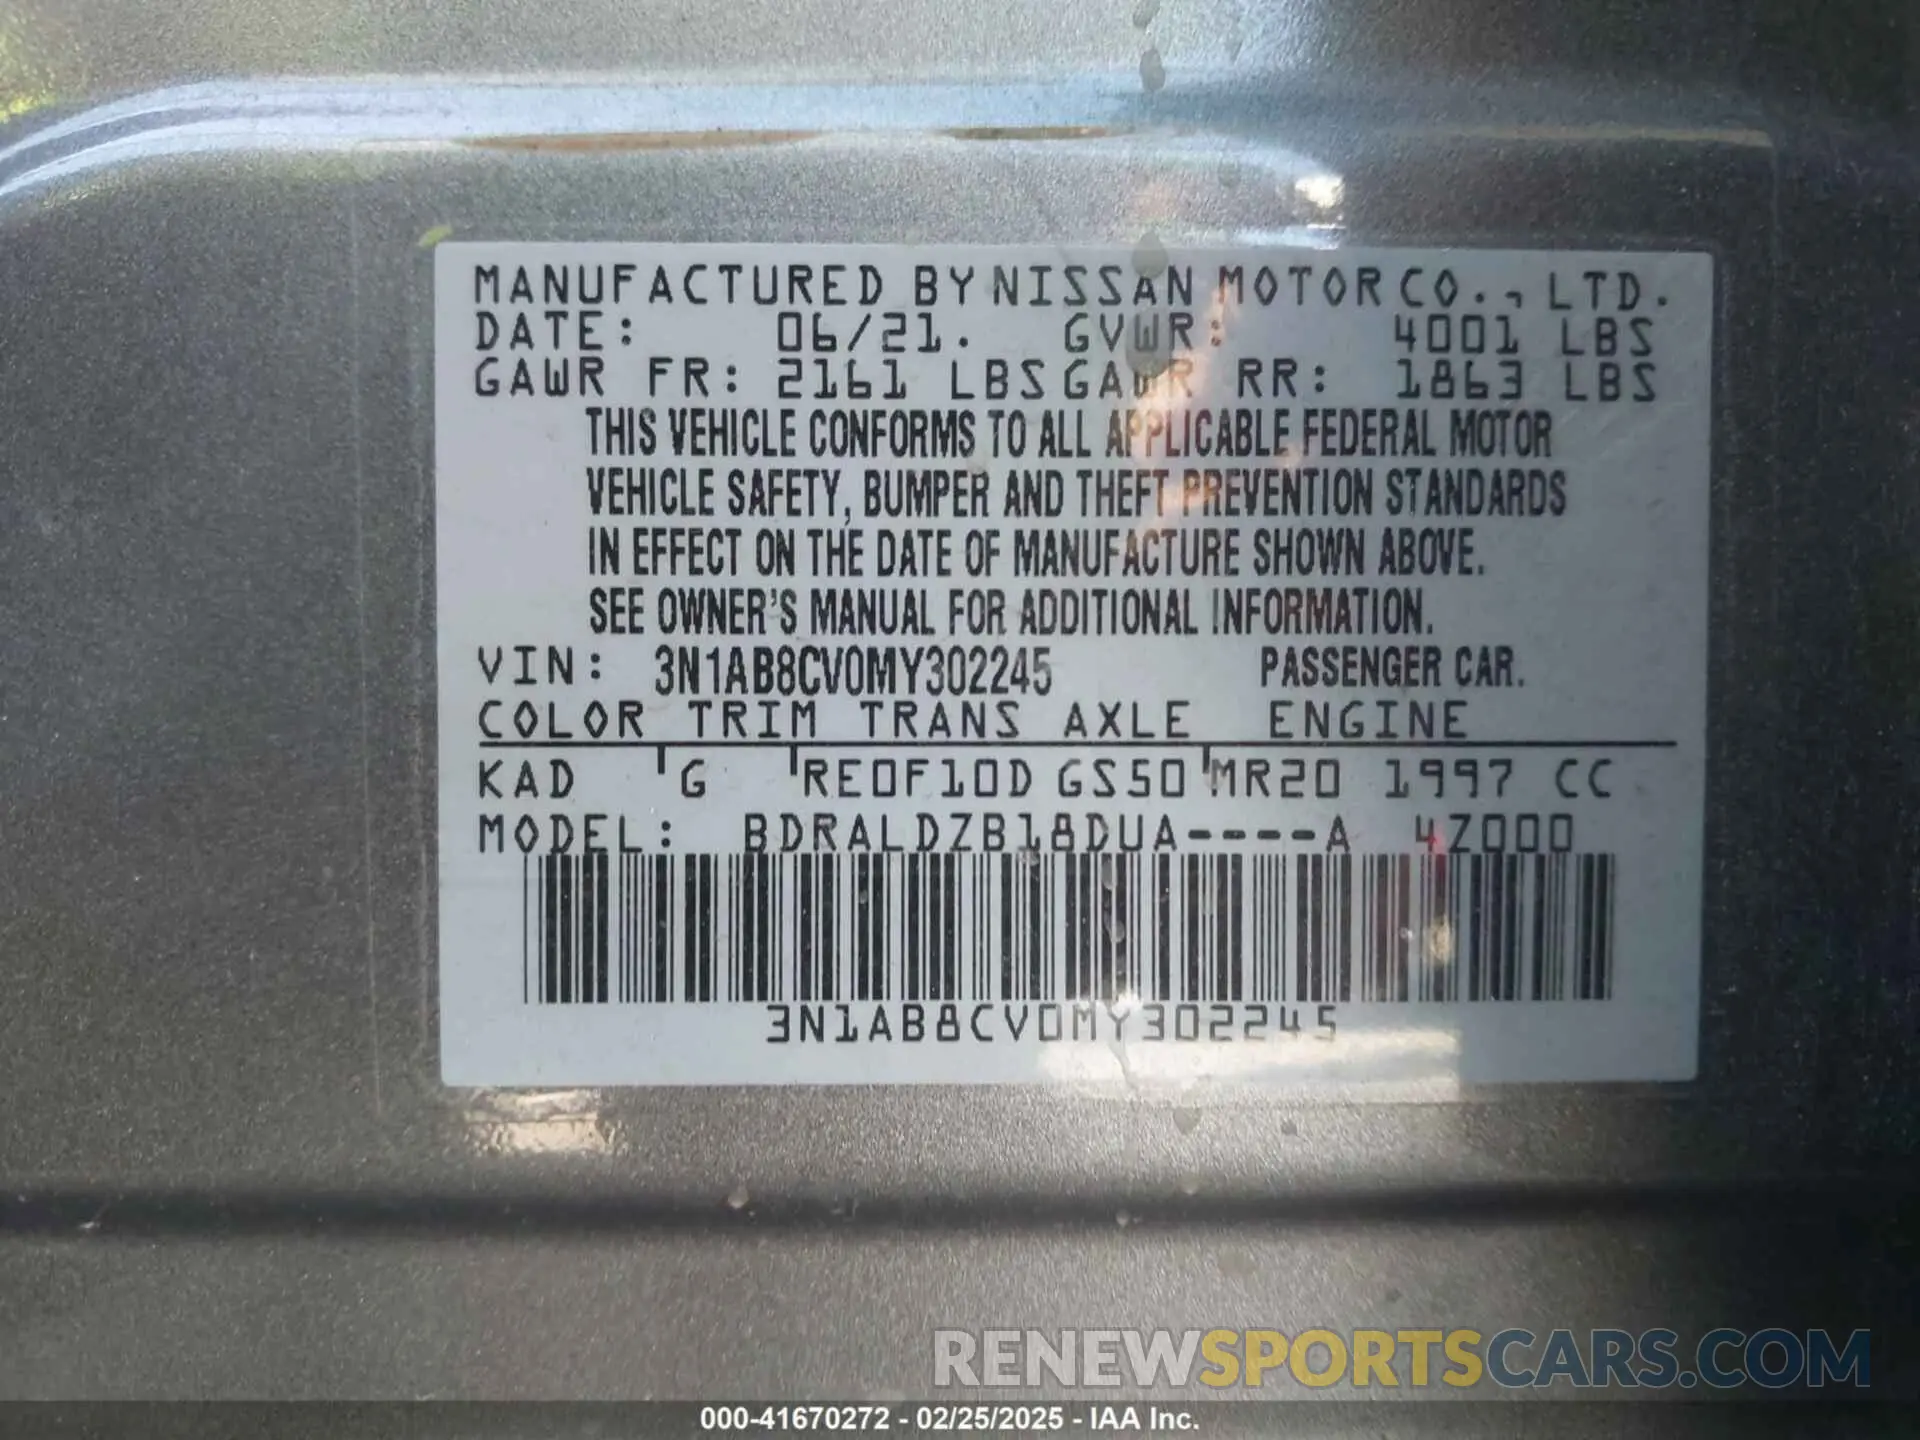 MANUFACTURED BY NISSAN MOTOR CO., LTD.
DATE: 06/21. GVWR: 4001 LBS
GAWR FR: 2161 LBS GAWR RR: 1863 LBS
THIS VEHICLE CONFORMS TO ALL APPLICABLE FEDERAL MOTOR
VEHICLE SAFETY, BUMPER AND THEFT PREVENTION STANDARDS
IN EFFECT ON THE DATE OF MANUFACTURE SHOWN ABOVE.
SEE OWNER'S MANUAL FOR ADDITIONAL INFORMATION.
VIN: 3N1AB8CV0MY302245 PASSENGER CAR.
COLOR TRIM TRANS AXLE ENGINE
KAD G RE0F10D GS50 MR20 1997 CC
MODEL: BDRALDZB18DUA----A 4Z000
3N1AB8CV0MY302245
RENEWSPORTSCARS.COM
000-41670272 - 02/25/2025 - IAA Inc.